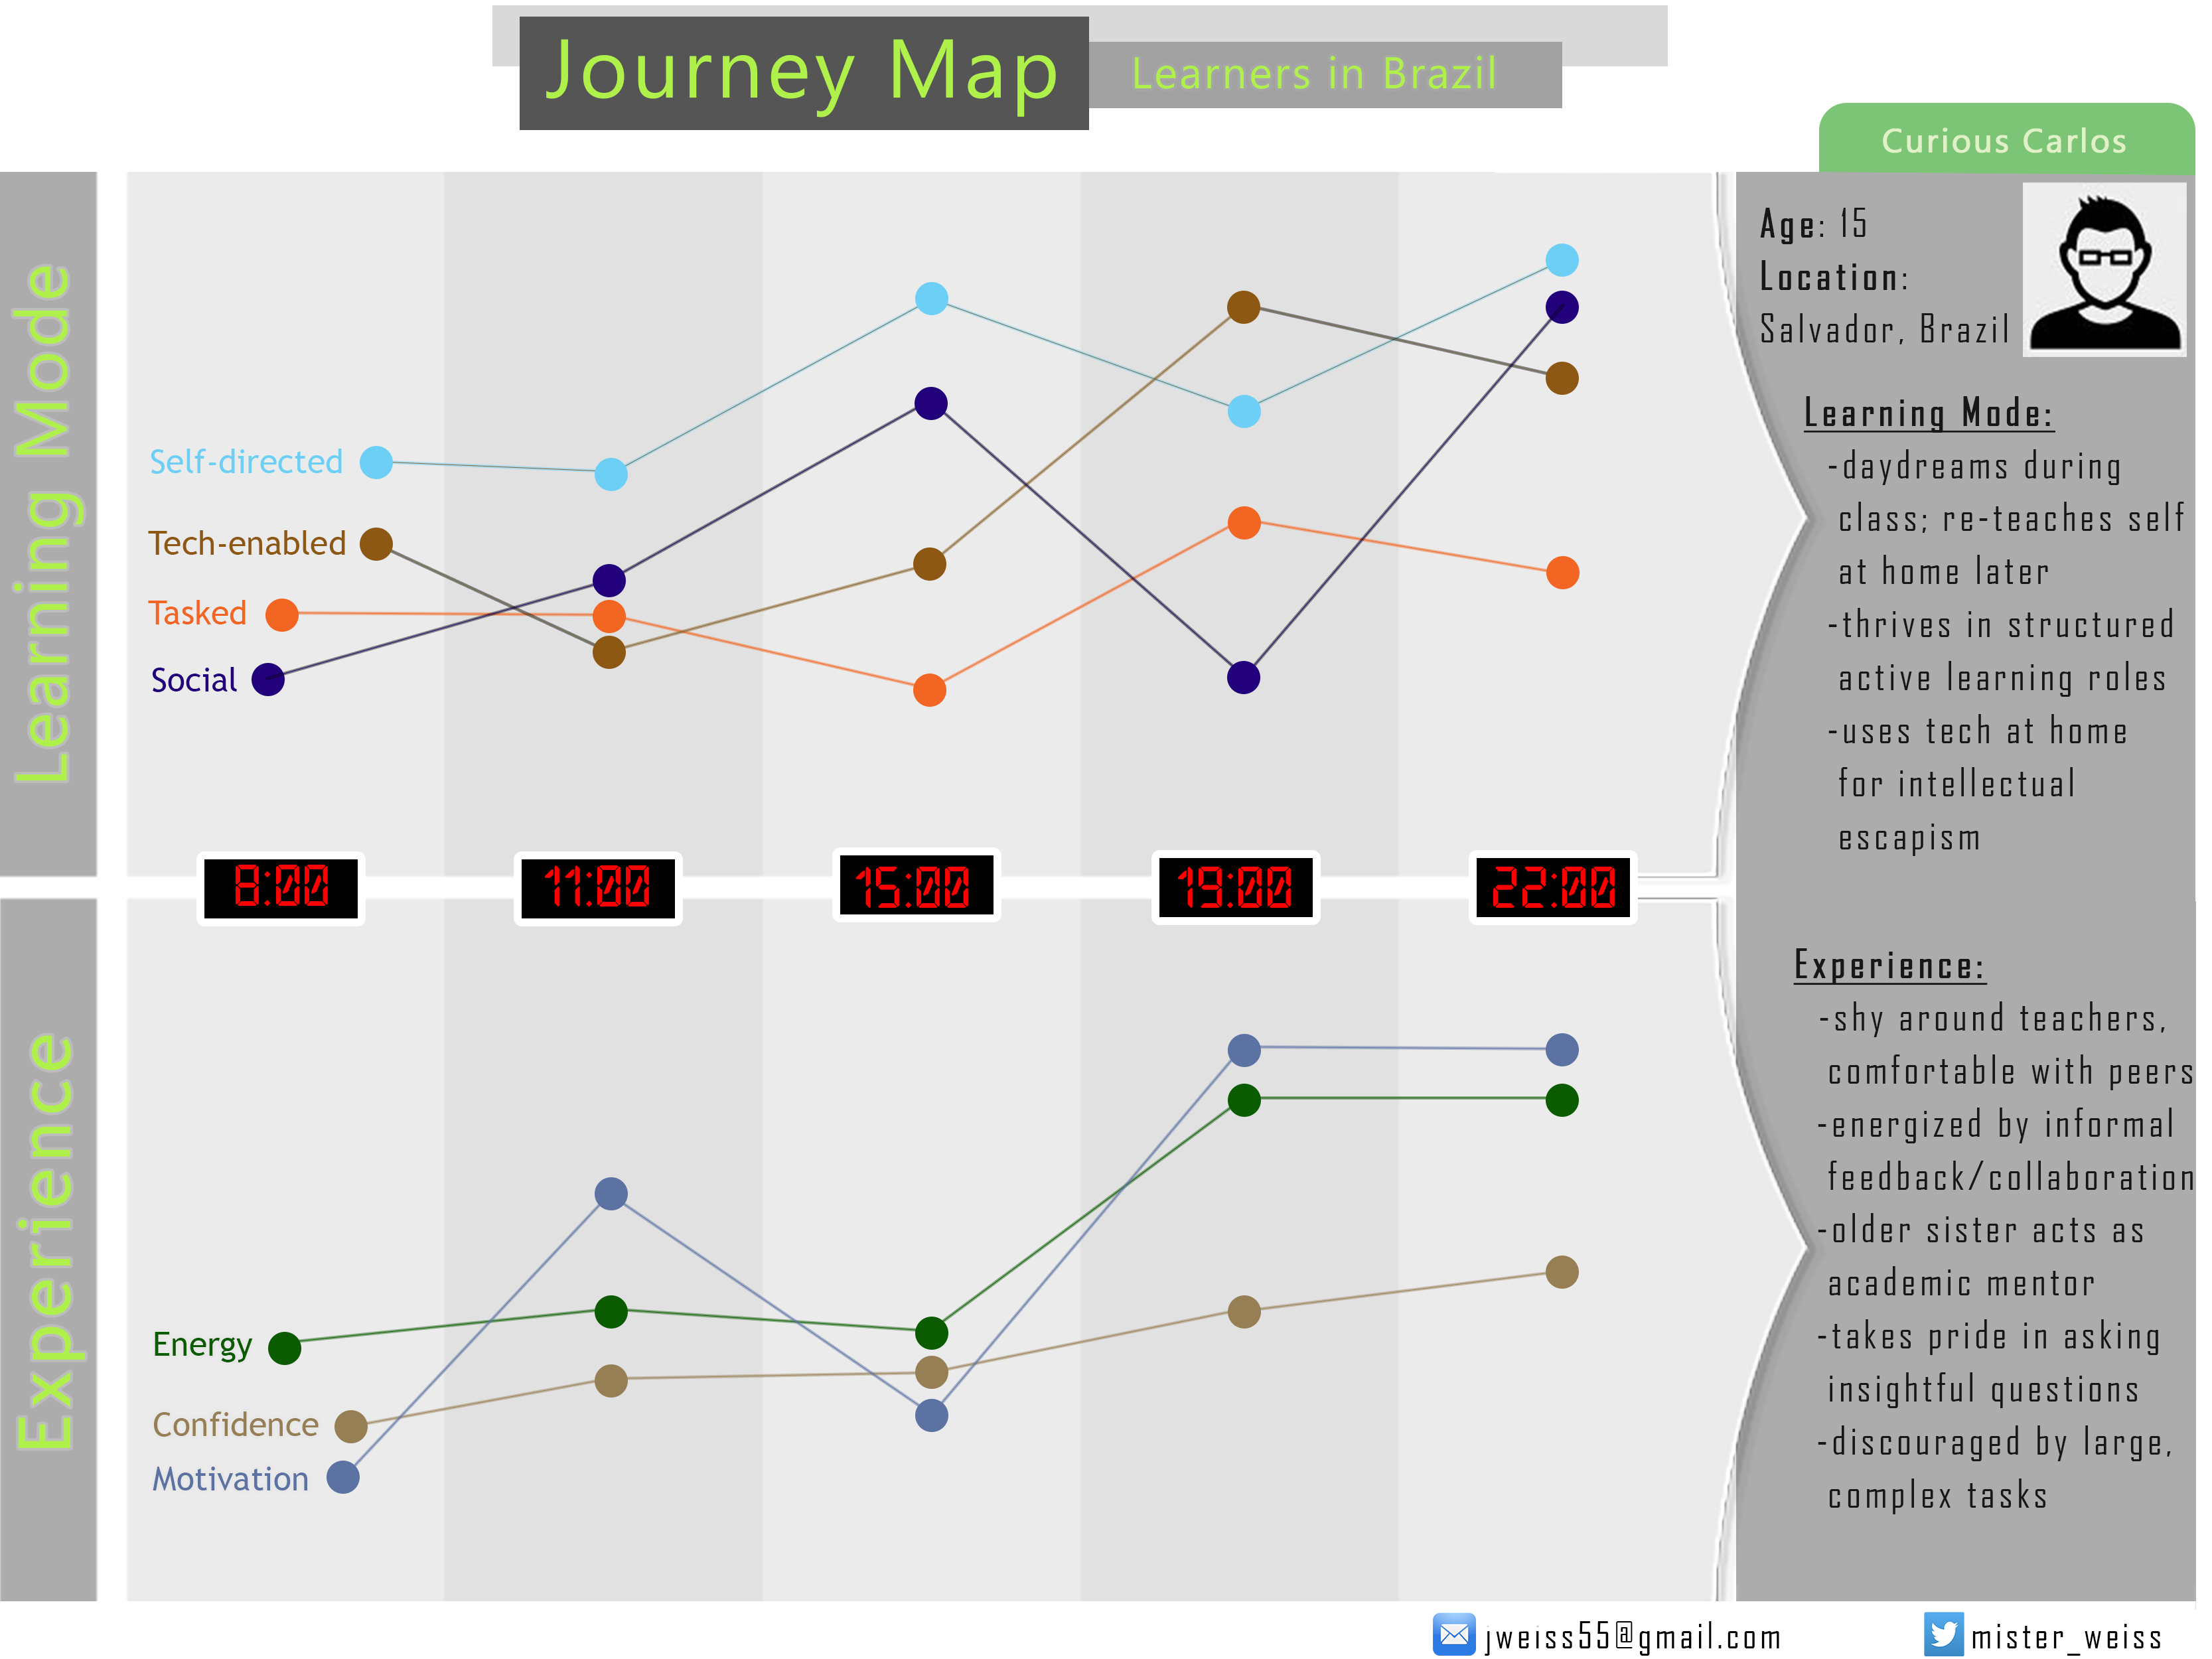 Journey Map
Learners in Brazil
Curious Carlos
Learning Mode
Self-directed
Tech-enabled
Tasked
Social
8:00
11:00
15:00
19:00
22:00
Experience
Energy
Confidence
Motivation
Age: 15
Location:
Salvador, Brazil
Learning Mode:
-daydreams during
class; re-teaches self
at home later
-thrives in structured
active learning roles
-uses tech at home
for intellectual
escapism
Experience:
-shy around teachers,
comfortable with peers
-energized by informal
feedback/collaboration
-older sister acts as
academic mentor
-takes pride in asking
insightful questions
-discouraged by large,
complex tasks
jweiss55@gmail.com
mister_weiss